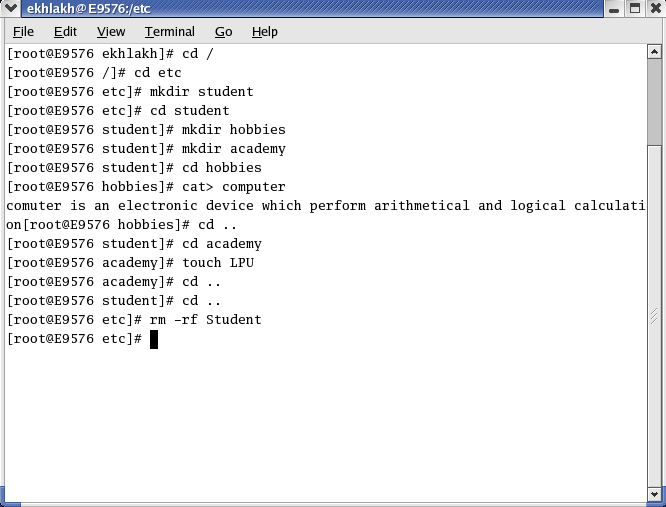 ekhlakh@E9576:/etc
File Edit View Terminal Go Help
[root@E9576 ekhlakh]# cd /
[root@E9576 /]# cd etc
[root@E9576 etc]# mkdir student
[root@E9576 etc]# cd student
[root@E9576 student]# mkdir hobbies
[root@E9576 student]# mkdir academy
[root@E9576 student]# cd hobbies
[root@E9576 hobbies]# cat> computer
comuter is an electronic device which perform arithmetical and logical calculati
on[root@E9576 hobbies]# cd ..
[root@E9576 student]# cd academy
[root@E9576 academy]# touch LPU
[root@E9576 academy]# cd ..
[root@E9576 student]# cd ..
[root@E9576 etc]# rm -rf Student
[root@E9576 etc]#